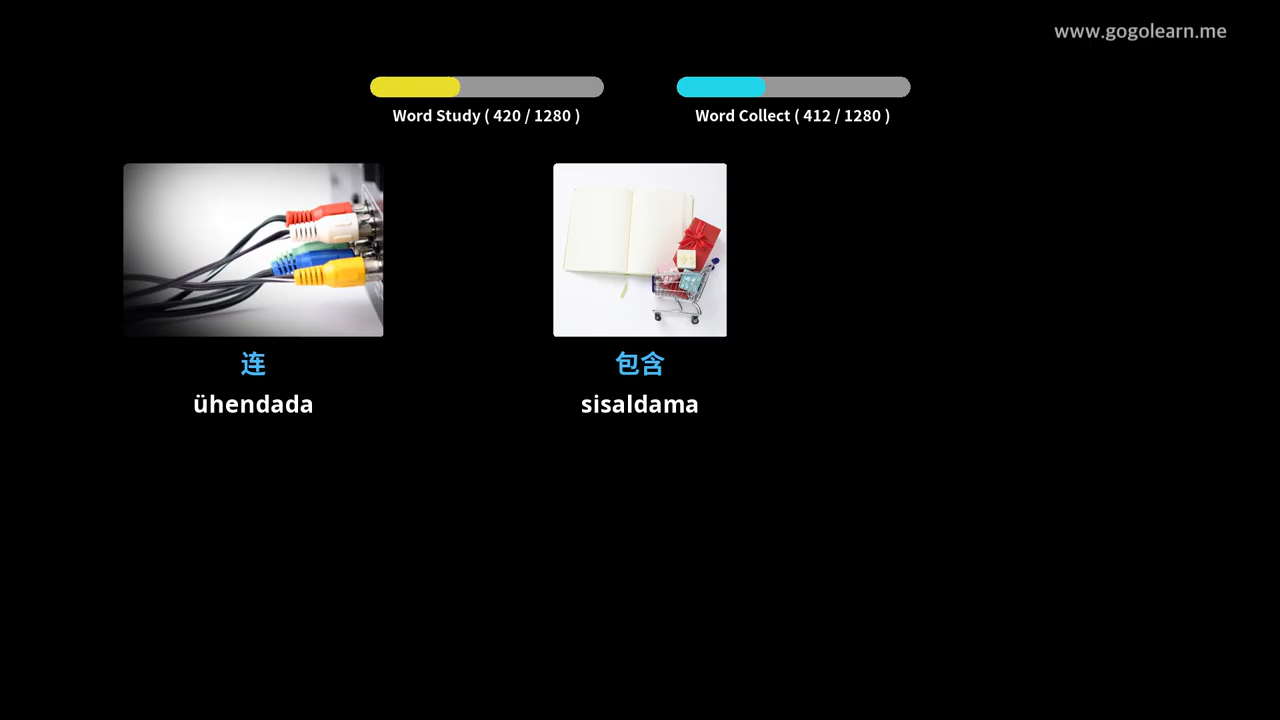 www.gogolearn.me
Word Study ( 420 / 1280 )
Word Collect ( 412 / 1280 )
连
ühendada
包含
sisaldama